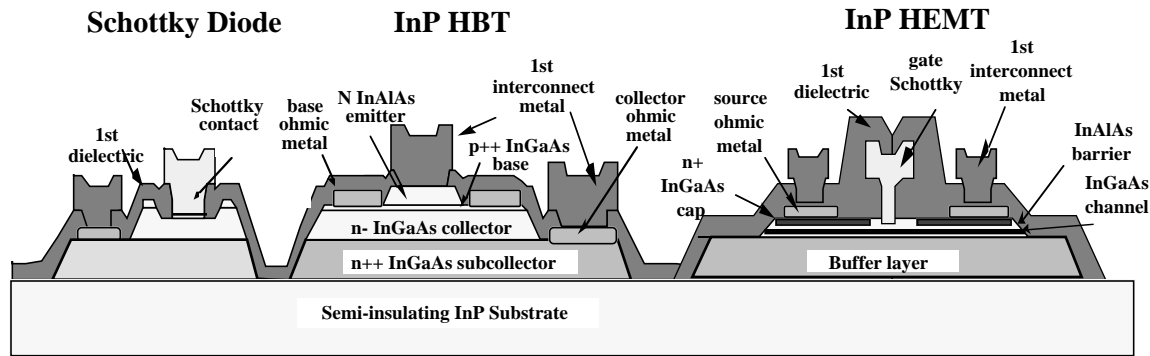 Schottky Diode
InP HBT
InP HEMT
1st
dielectric
Schottky
contact
base
ohmic
metal
N InAlAs
emitter
1st
interconnect
metal
p++ InGaAs
base
collector
ohmic
metal
n- InGaAs collector
n++ InGaAs subcollector
source
ohmic
metal
n+
InGaAs
cap
1st
dielectric
gate
Schottky
1st
interconnect
metal
InAlAs
barrier
InGaAs
channel
Buffer layer
Semi-insulating InP Substrate